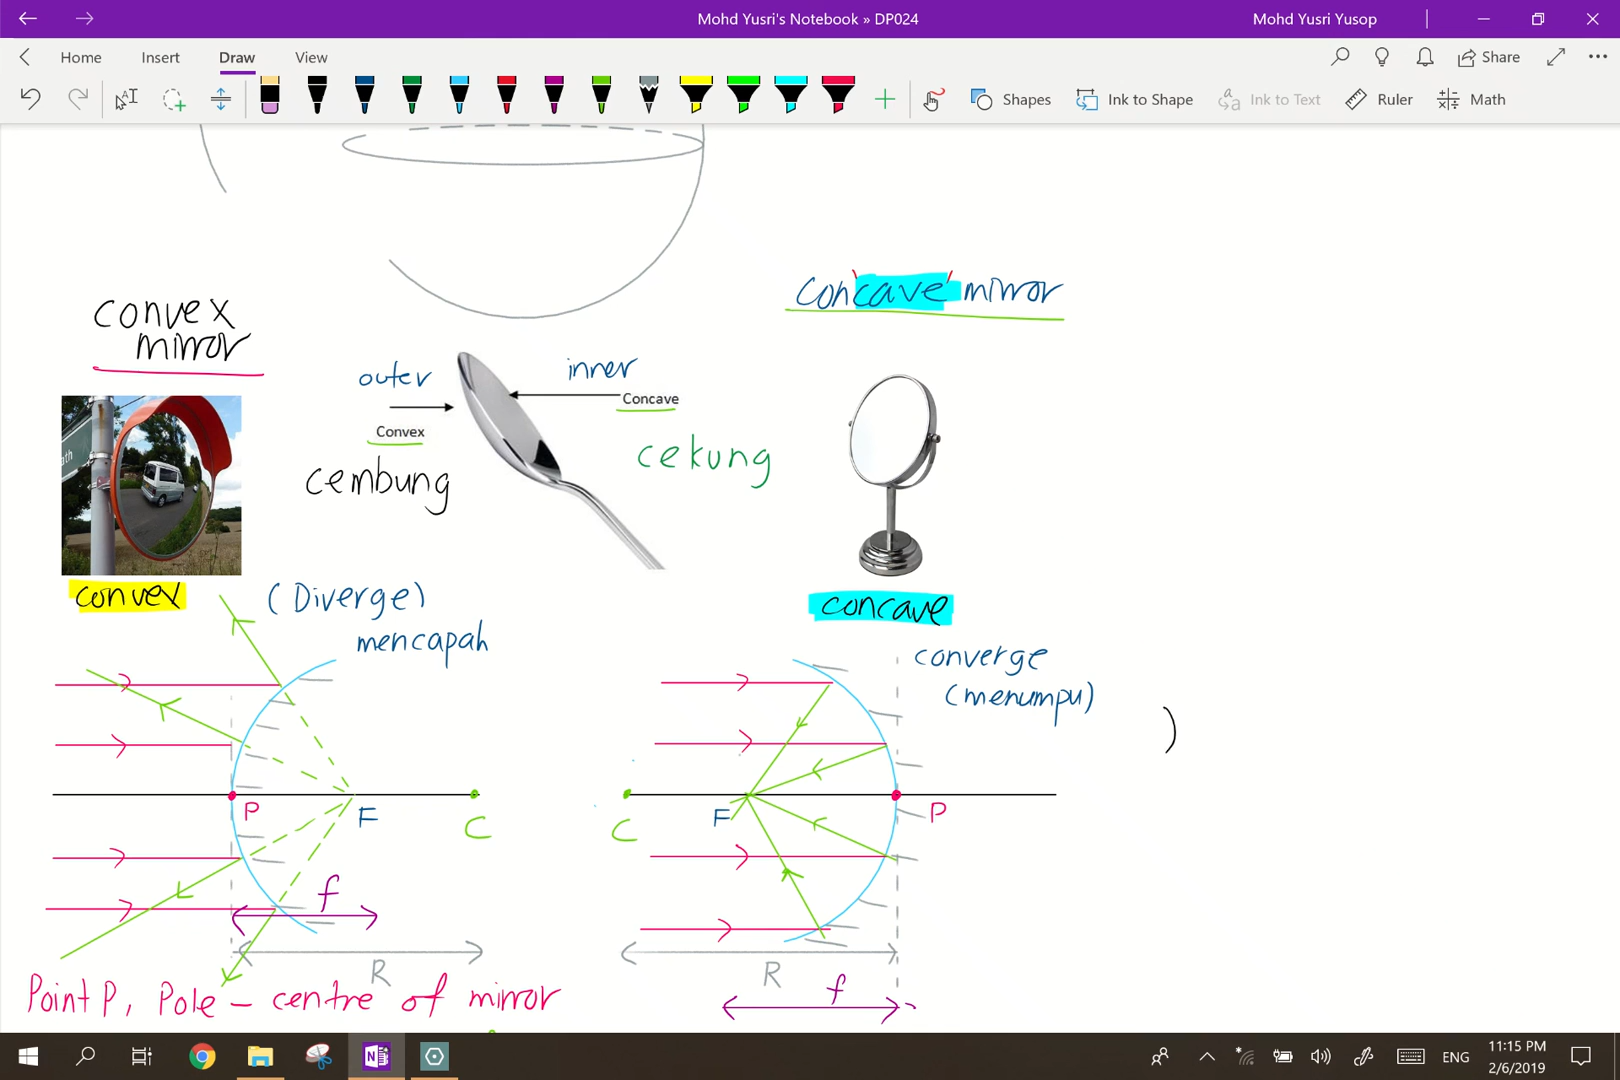 Mohd Yusri's Notebook » DP024
Mohd Yusri Yusop
Home
Insert
Draw
View
Share
Shapes
Ink to Shape
Ink to Text
Ruler
Math
convex
mirror
concave mirror
outer
inner
Convex
Concave
cembung
cekung
convex
(Diverge)
mencapah
concave
converge
(menumpu)
)
P
F
C
f
R
C
F
P
R
f
Point P, Pole – centre of mirror
ENG
11:15 PM
2/6/2019